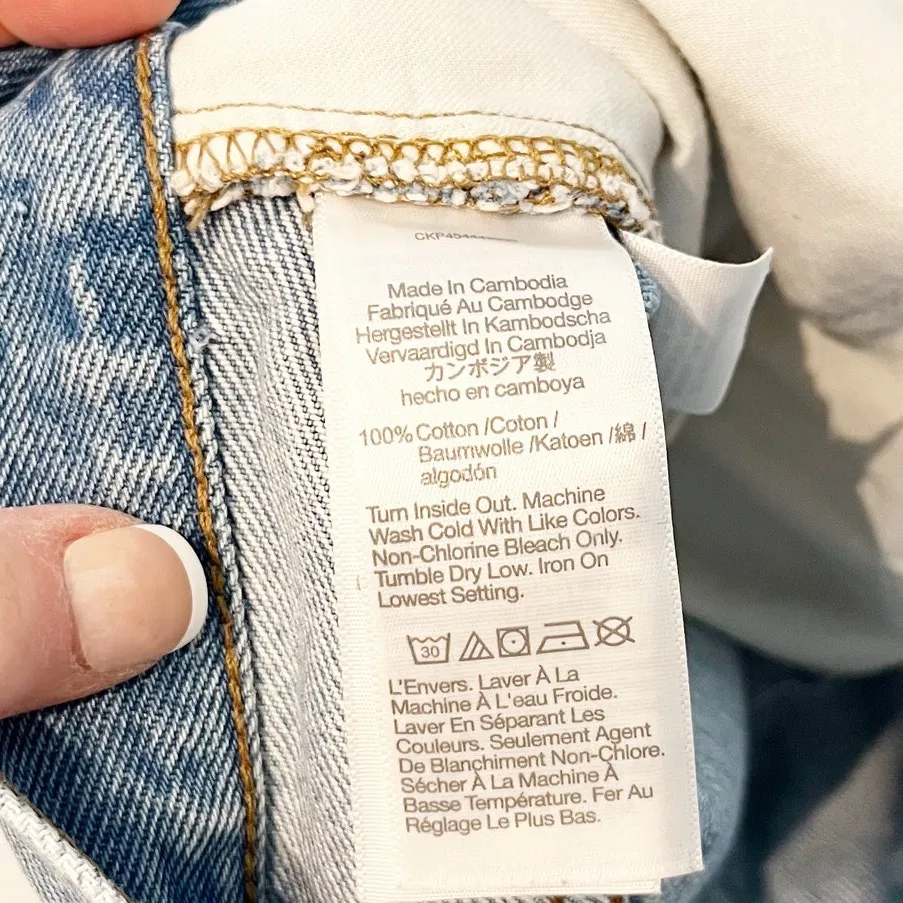 Made In Cambodia
Fabriqué Au Cambodge
Hergestellt In Kambodscha
Vervaardigd In Cambodja
カンボジア製
hecho en camboya
100% Cotton /Coton /
Baumwolle /Katoen /綿 /
algodón
Turn Inside Out. Machine
Wash Cold With Like Colors.
Non-Chlorine Bleach Only.
Tumble Dry Low. Iron On
Lowest Setting.
30
L'Envers. Laver À La
Machine À L'eau Froide.
Laver En Séparant Les
Couleurs. Seulement Agent
De Blanchiment Non-Chlore.
Sécher À La Machine À
Basse Température. Fer Au
Réglage Le Plus Bas.